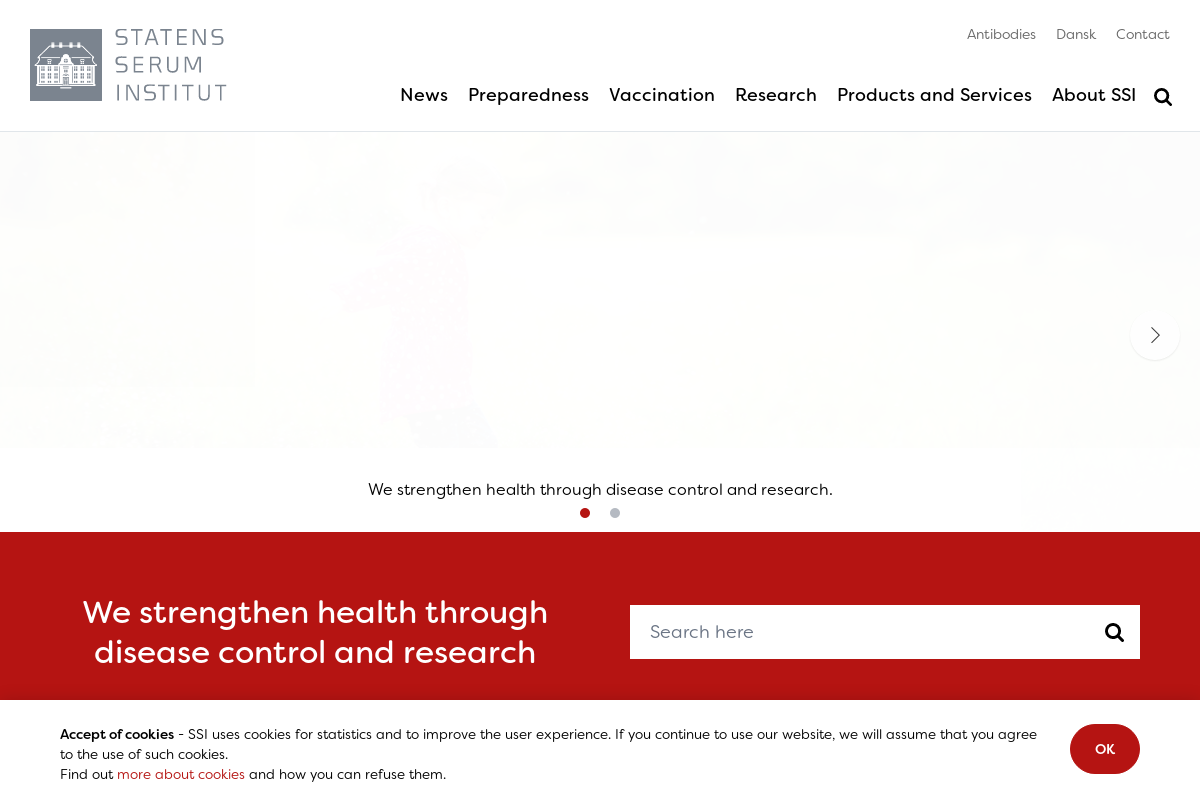 STATENS
SERUM
INSTITUT
Antibodies Dansk Contact
News Preparedness Vaccination Research Products and Services About SSI
We strengthen health through disease control and research.
We strengthen health through
disease control and research
Search here
Accept of cookies - SSI uses cookies for statistics and to improve the user experience. If you continue to use our website, we will assume that you agree
to the use of such cookies.
Find out more about cookies and how you can refuse them.
OK